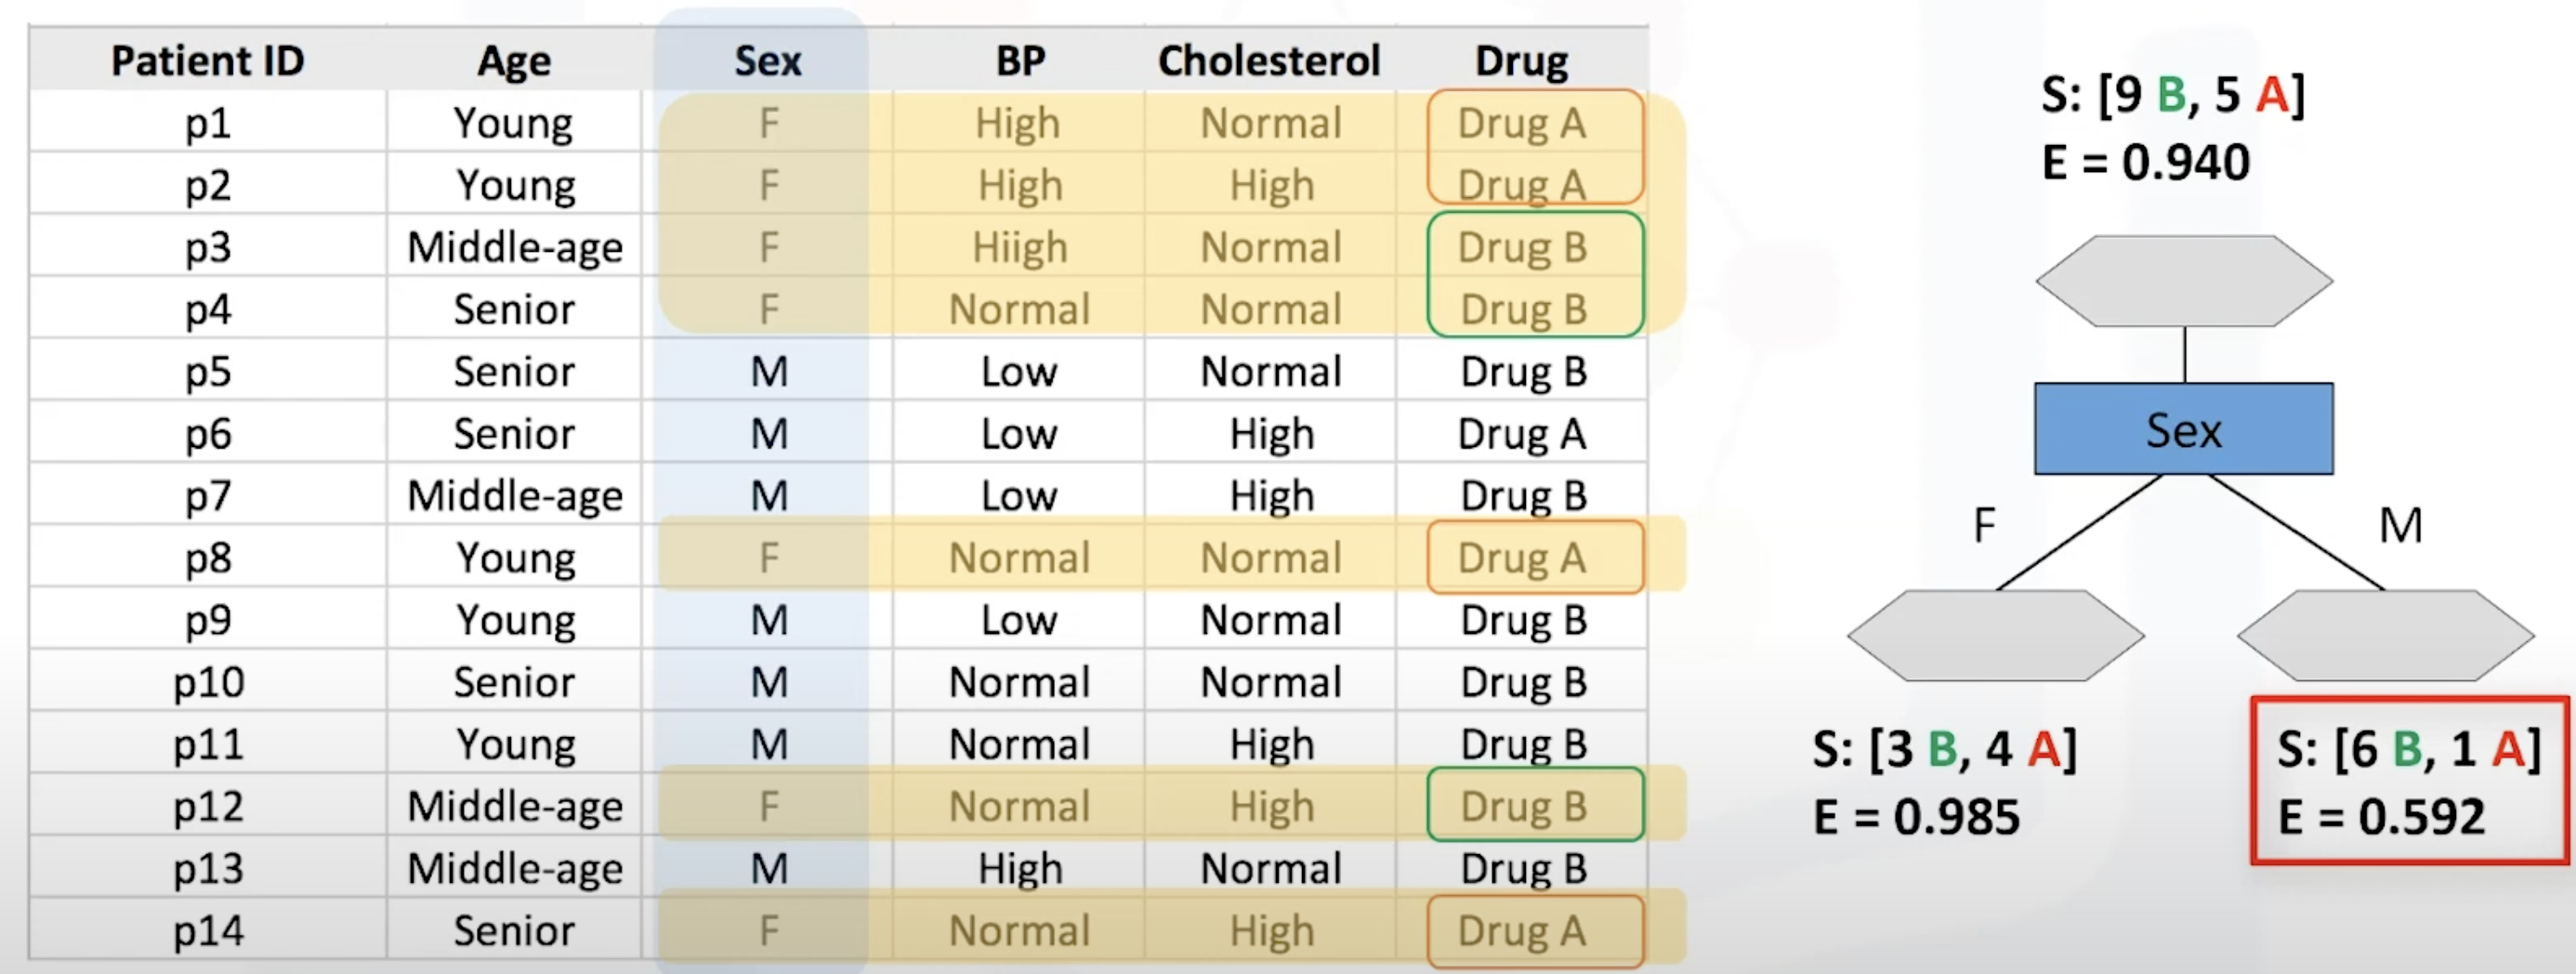 Patient ID Age Sex BP Cholesterol Drug
p1 Young F High Normal Drug A
p2 Young F High High Drug A
p3 Middle-age F Hiigh Normal Drug B
p4 Senior F Normal Normal Drug B
p5 Senior M Low Normal Drug B
p6 Senior M Low High Drug A
p7 Middle-age M Low High Drug B
p8 Young F Normal Normal Drug A
p9 Young M Low Normal Drug B
p10 Senior M Normal Normal Drug B
p11 Young M Normal High Drug B
p12 Middle-age F Normal High Drug B
p13 Middle-age M High Normal Drug B
p14 Senior F Normal High Drug A
S: [9 B, 5 A]
E = 0.940
Sex
F M
S: [3 B, 4 A]
E = 0.985
S: [6 B, 1 A]
E = 0.592